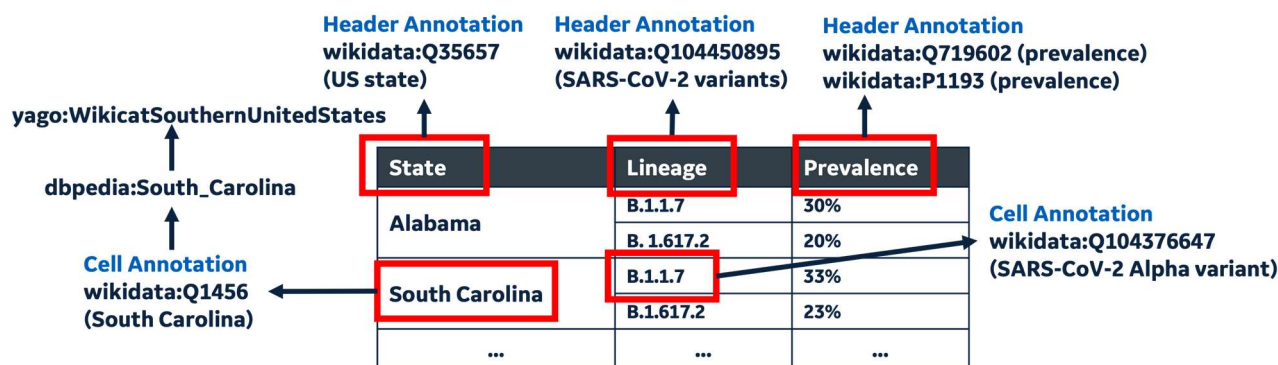 Header Annotation
wikidata:Q35657
(US state)
Header Annotation
wikidata:Q104450895
(SARS-CoV-2 variants)
Header Annotation
wikidata:Q719602 (prevalence)
wikidata:P1193 (prevalence)
yago:WikicatSouthernUnitedStates
dbpedia:South_Carolina
Cell Annotation
wikidata:Q1456
(South Carolina)
State Lineage Prevalence
Alabama B.1.1.7 30%
B. 1.617.2 20%
South Carolina B.1.1.7 33%
B.1.617.2 23%
... ... ...
Cell Annotation
wikidata:Q104376647
(SARS-CoV-2 Alpha variant)